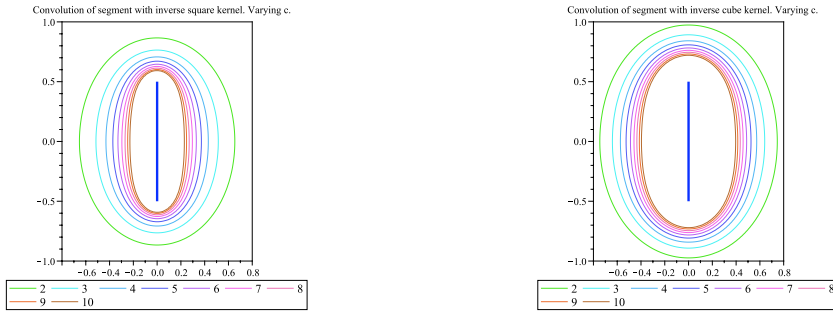 Convolution of segment with inverse square kernel. Varying c.
1.0
0.5
0.0
−0.5
−1.0
−0.6 −0.4 −0.2 0.0 0.2 0.4 0.6 0.8
2 3 4 5 6 7 8
9 10
Convolution of segment with inverse cube kernel. Varying c.
1.0
0.5
0.0
−0.5
−1.0
−0.6 −0.4 −0.2 0.0 0.2 0.4 0.6 0.8
2 3 4 5 6 7 8
9 10